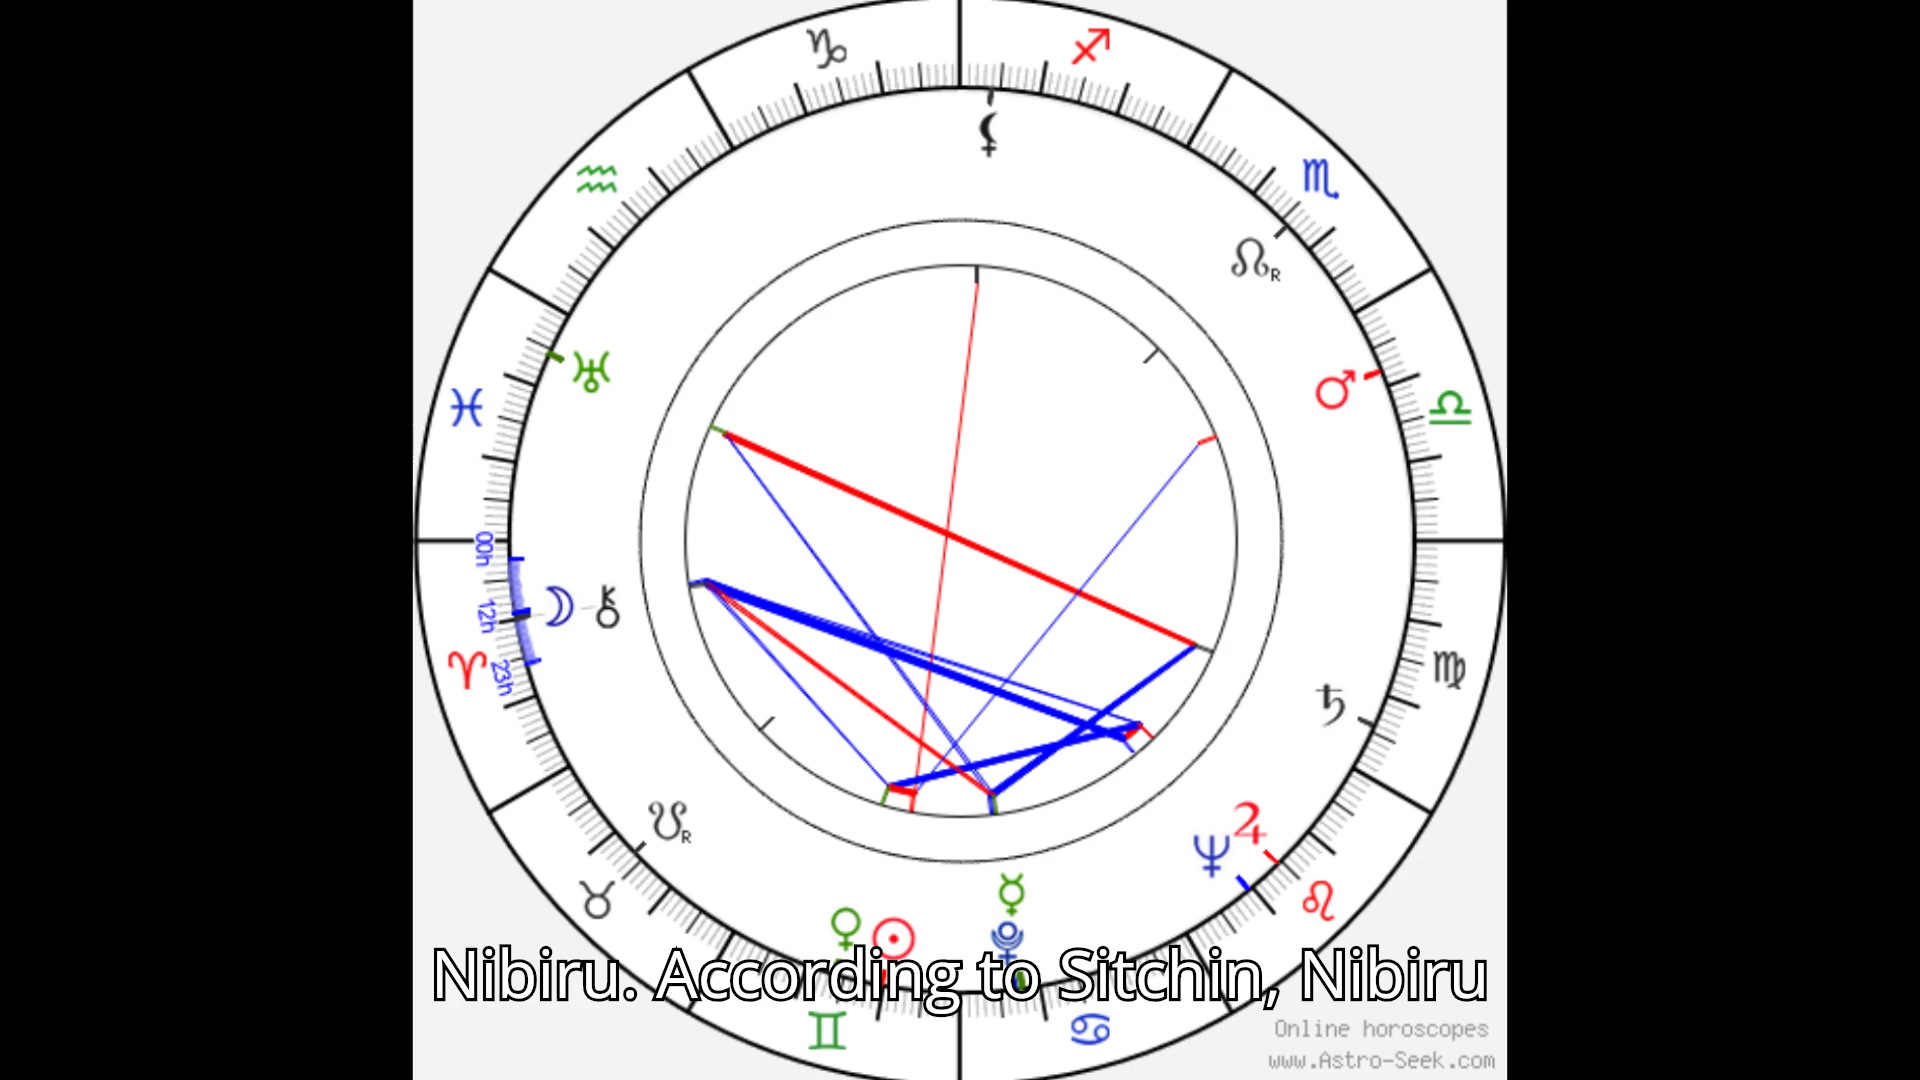 R
00h
12h
23h
R
Nibiru. According to Sitchin, Nibiru
Online horoscopes
www.Astro-Seek.com